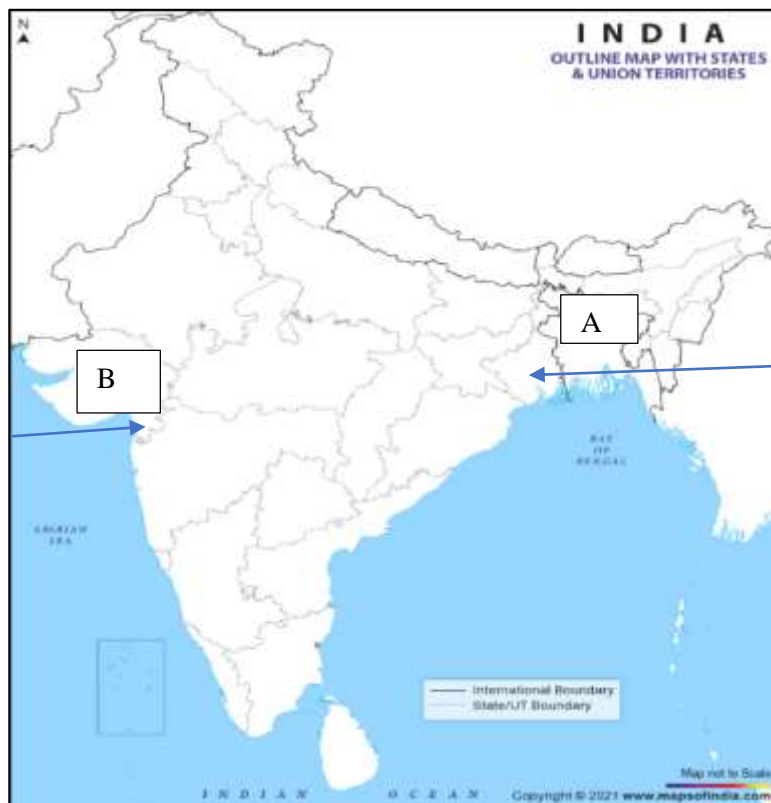 N
INDIA
OUTLINE MAP WITH STATES
& UNION TERRITORIES
A
B
BAY
OF
BENGAL
ARABIAN
SEA
International Boundary
State/UT Boundary
Map not to Scale
INDIAN OCEAN
Copyright © 2021 www.mapsofindia.com